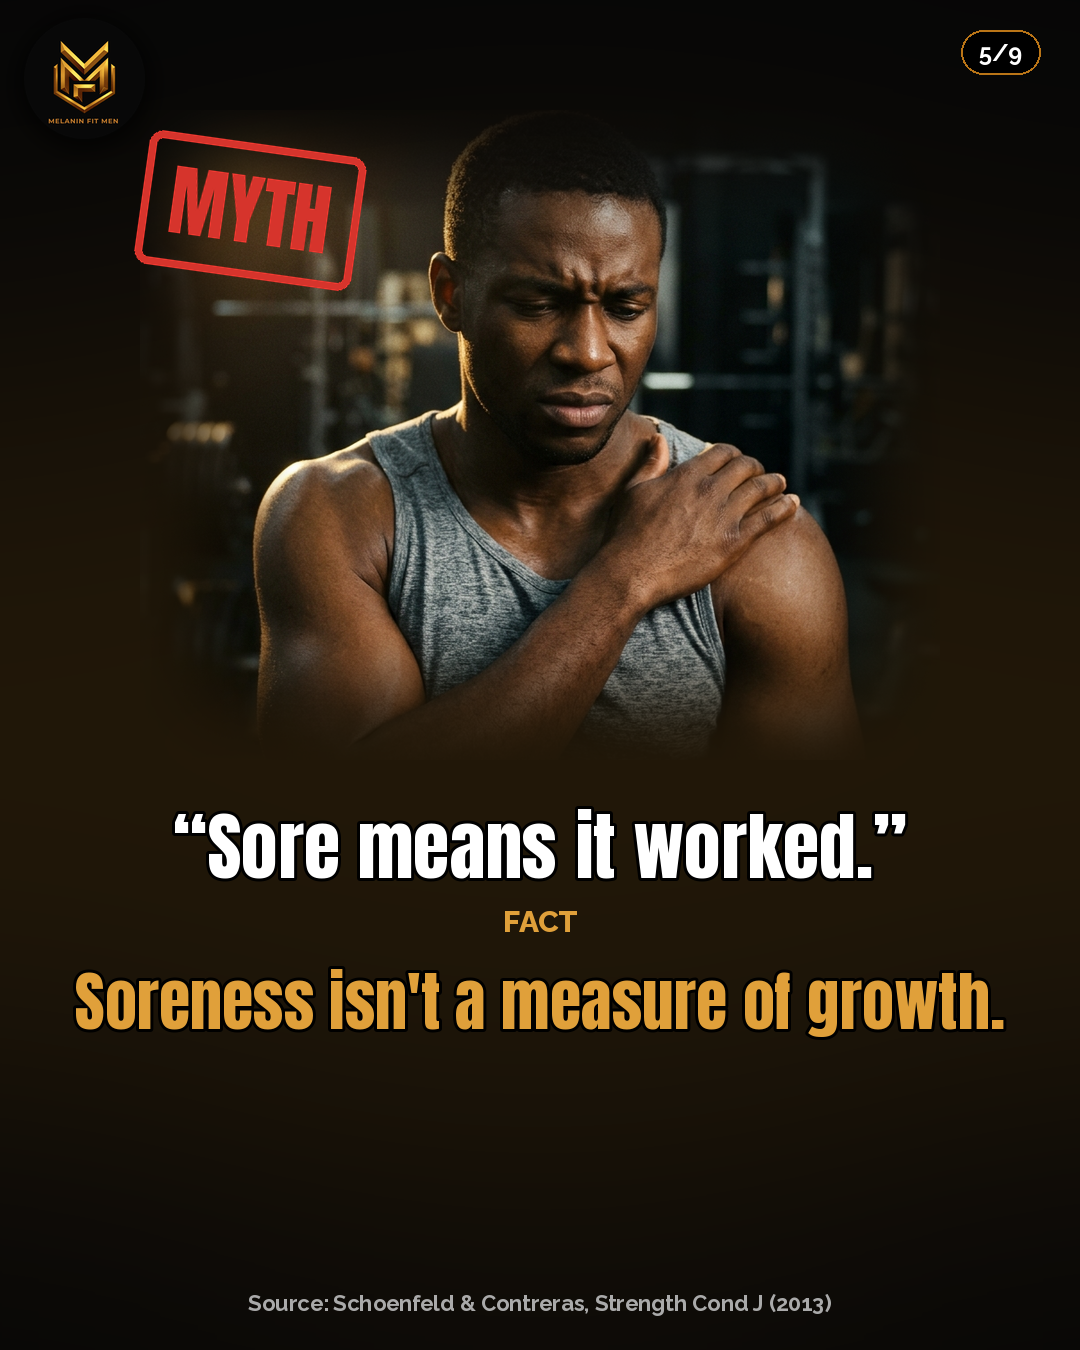 MELANIN FIT MEN
5/9
MYTH
“Sore means it worked.”
FACT
Soreness isn't a measure of growth.
Source: Schoenfeld & Contreras, Strength Cond J (2013)